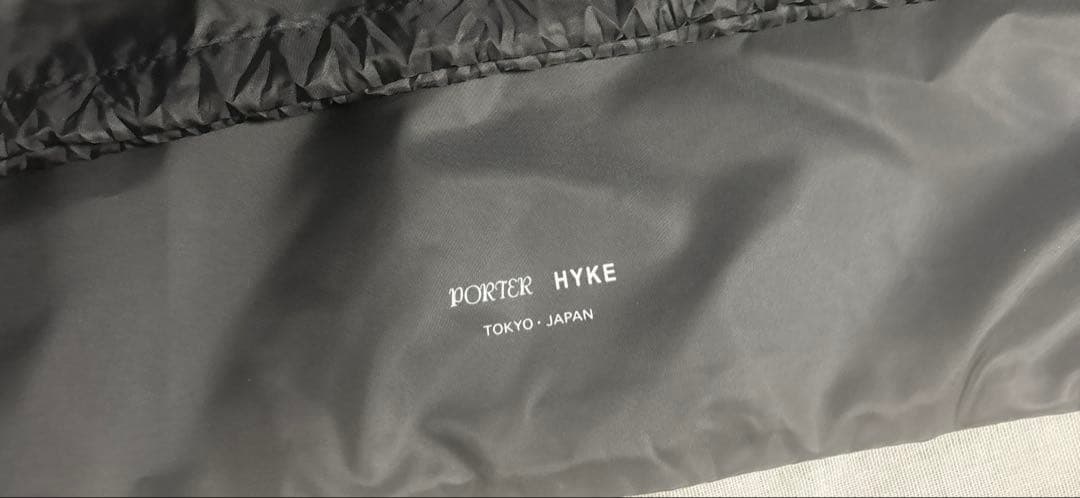 PORTER HYKE
TOKYO · JAPAN